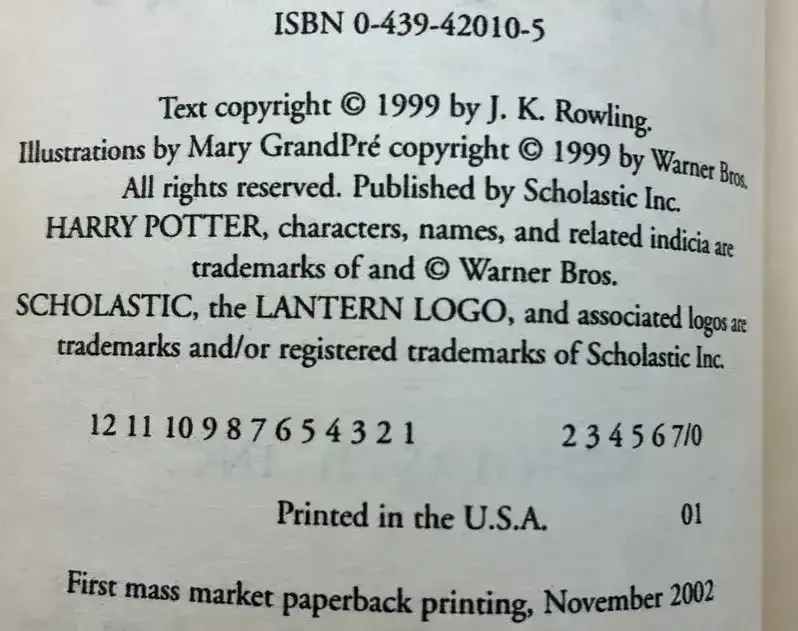 ISBN 0-439-42010-5
Text copyright © 1999 by J. K. Rowling.
Illustrations by Mary GrandPré copyright © 1999 by Warner Bros.
All rights reserved. Published by Scholastic Inc.
HARRY POTTER, characters, names, and related indicia are
trademarks of and © Warner Bros.
SCHOLASTIC, the LANTERN LOGO, and associated logos are
trademarks and/or registered trademarks of Scholastic Inc.
12 11 10 9 8 7 6 5 4 3 2 1 2 3 4 5 6 7/0
Printed in the U.S.A. 01
First mass market paperback printing, November 2002